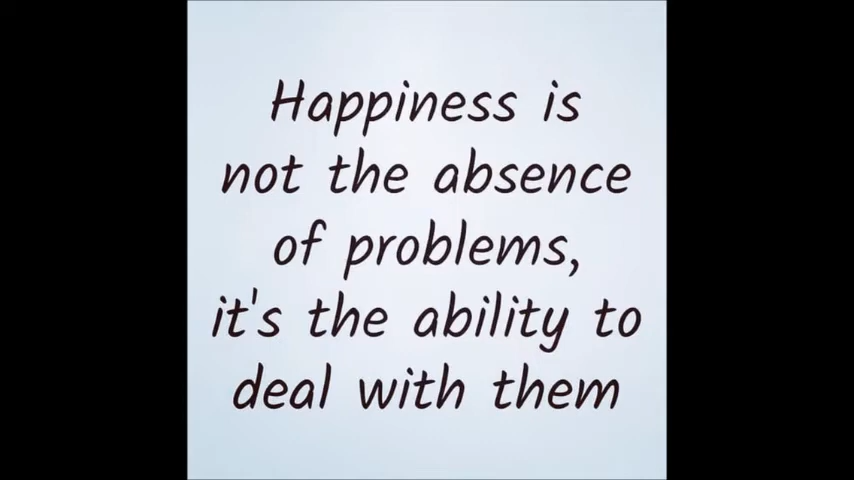 Happiness is
not the absence
of problems,
it's the ability to
deal with them